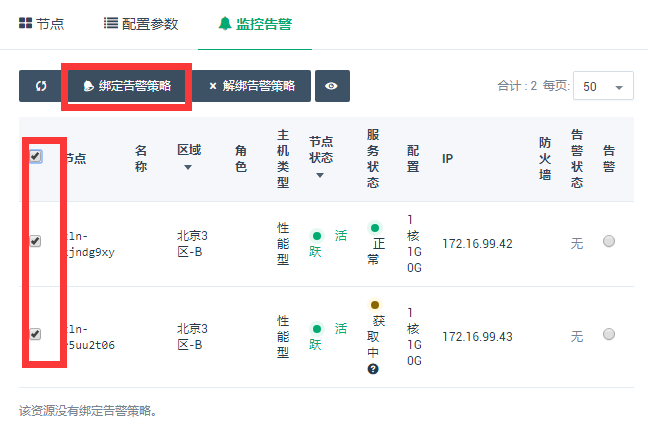 节点 配置参数 监控告警
绑定告警策略 解绑告警策略 合计 : 2 每页: 50
节点 名称 区域 角色 主机类型 节点状态 服务状态 配置 IP 防火墙 告警状态 告警
cln-
jndg9xy 北京3区-B 性能型 活跃 正常 1核1G0G 172.16.99.42 无
cln-
5uu2t06 北京3区-B 性能型 活跃 获取中 1核1G0G 172.16.99.43 无
该资源没有绑定告警策略。